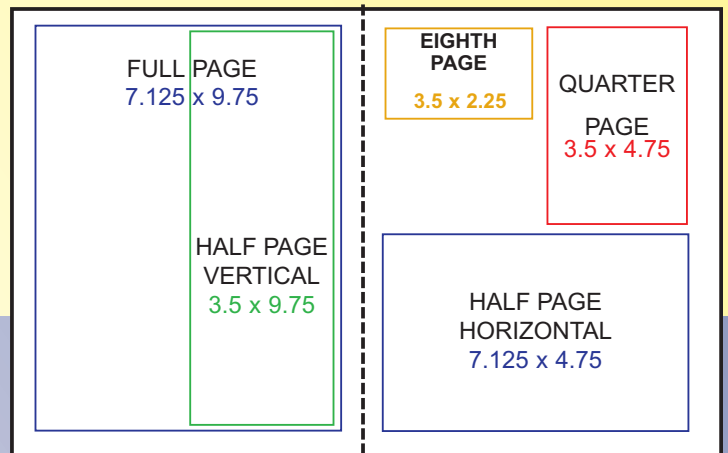 FULL PAGE
7.125 x 9.75
HALF PAGE
VERTICAL
3.5 x 9.75
EIGHTH
PAGE
3.5 x 2.25
QUARTER
PAGE
3.5 x 4.75
HALF PAGE
HORIZONTAL
7.125 x 4.75